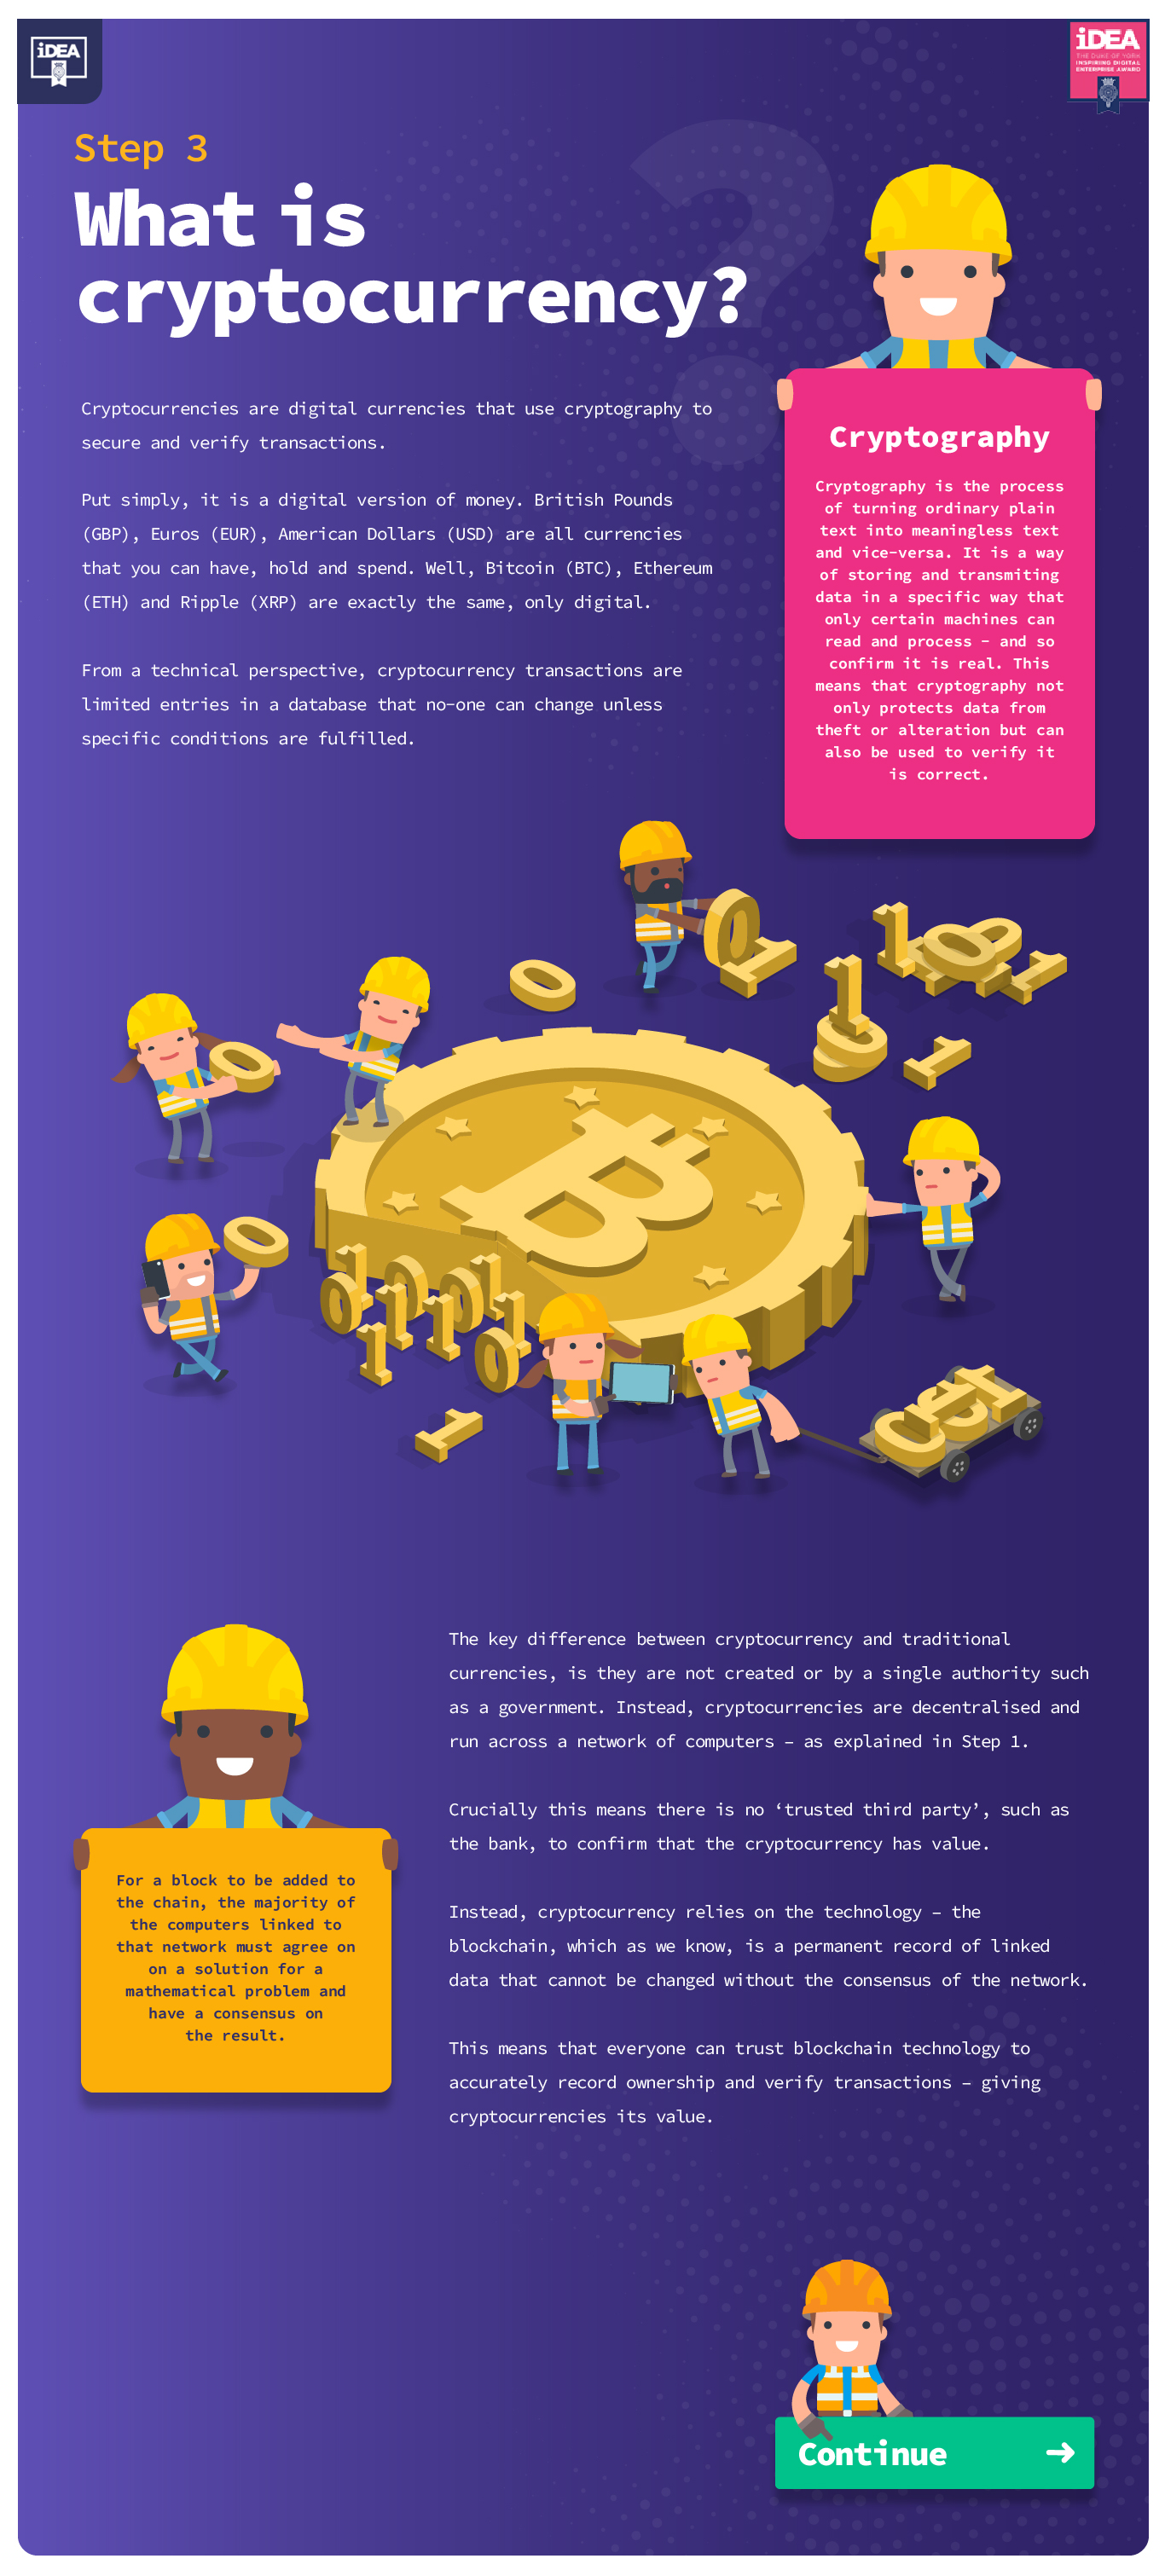 iDEA
iDEA
THE DUKE OF YORK
INSPIRING DIGITAL
ENTERPRISE AWARD
Step 3
What is
cryptocurrency?
Cryptocurrencies are digital currencies that use cryptography to
secure and verify transactions.
Put simply, it is a digital version of money. British Pounds
(GBP), Euros (EUR), American Dollars (USD) are all currencies
that you can have, hold and spend. Well, Bitcoin (BTC), Ethereum
(ETH) and Ripple (XRP) are exactly the same, only digital.
From a technical perspective, cryptocurrency transactions are
limited entries in a database that no-one can change unless
specific conditions are fulfilled.
Cryptography
Cryptography is the process
of turning ordinary plain
text into meaningless text
and vice-versa. It is a way
of storing and transmiting
data in a specific way that
only certain machines can
read and process - and so
confirm it is real. This
means that cryptography not
only protects data from
theft or alteration but can
also be used to verify it
is correct.
The key difference between cryptocurrency and traditional
currencies, is they are not created or by a single authority such
as a government. Instead, cryptocurrencies are decentralised and
run across a network of computers – as explained in Step 1.
Crucially this means there is no ‘trusted third party’, such as
the bank, to confirm that the cryptocurrency has value.
Instead, cryptocurrency relies on the technology – the
blockchain, which as we know, is a permanent record of linked
data that cannot be changed without the consensus of the network.
This means that everyone can trust blockchain technology to
accurately record ownership and verify transactions – giving
cryptocurrencies its value.
For a block to be added to
the chain, the majority of
the computers linked to
that network must agree on
on a solution for a
mathematical problem and
have a consensus on
the result.
Continue →